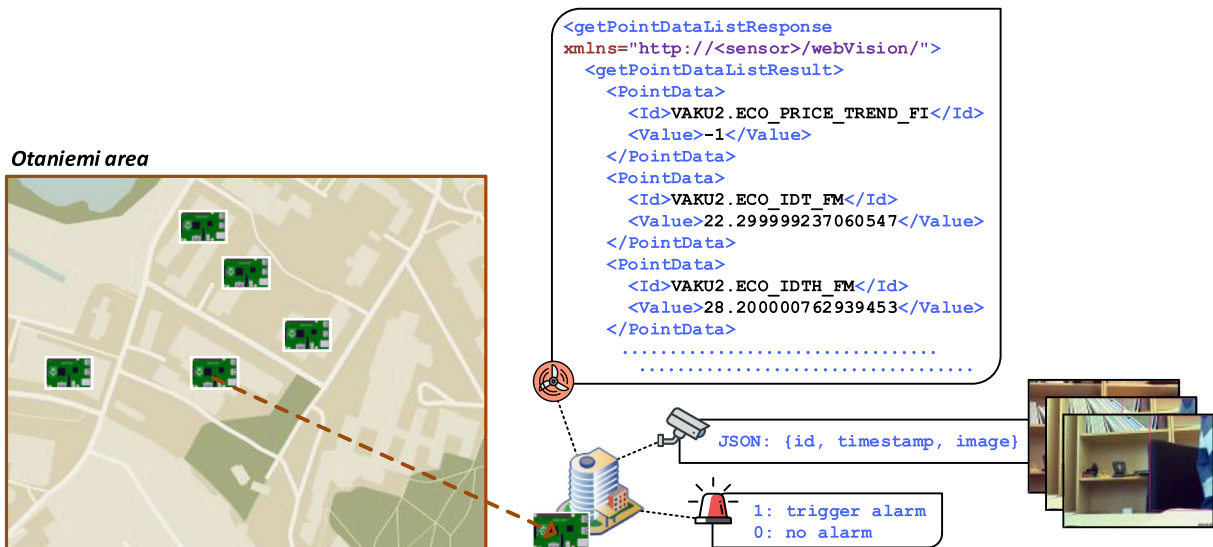 Otaniemi area
<getPointDataListResponse
xmlns="http://<sensor>/webVision/">
<getPointDataListResult>
<PointData>
<Id>VAKU2.ECO_PRICE_TREND_FI</Id>
<Value>-1</Value>
</PointData>
<PointData>
<Id>VAKU2.ECO_IDT_FM</Id>
<Value>22.299999237060547</Value>
</PointData>
<PointData>
<Id>VAKU2.ECO_IDTH_FM</Id>
<Value>28.200000762939453</Value>
</PointData>
.................................
...................................
JSON: {id, timestamp, image}
1: trigger alarm
0: no alarm